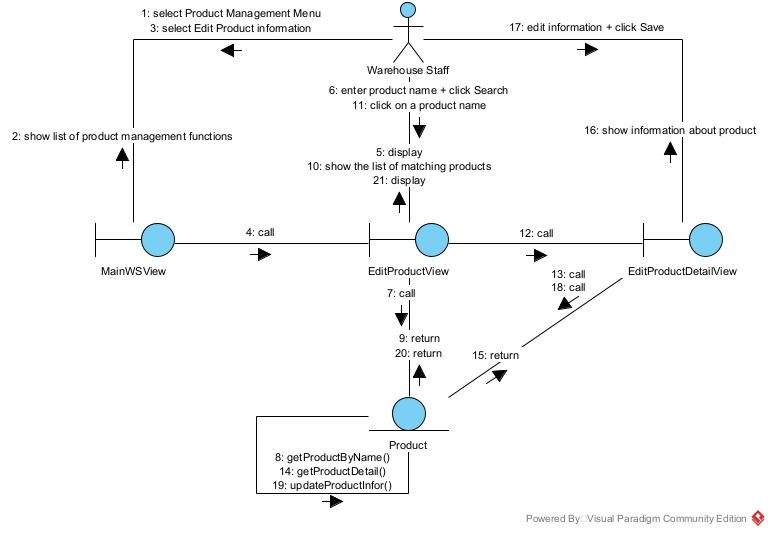 1: select Product Management Menu
3: select Edit Product information
17: edit information + click Save
Warehouse Staff
6: enter product name + click Search
11: click on a product name
2: show list of product management functions
16: show information about product
5: display
10: show the list of matching products
21: display
4: call
12: call
MainWSView
EditProductView
EditProductDetailView
13: call
18: call
7: call
9: return
20: return
15: return
Product
8: getProductByName()
14: getProductDetail()
19: updateProductInfor()
Powered By Visual Paradigm Community Edition